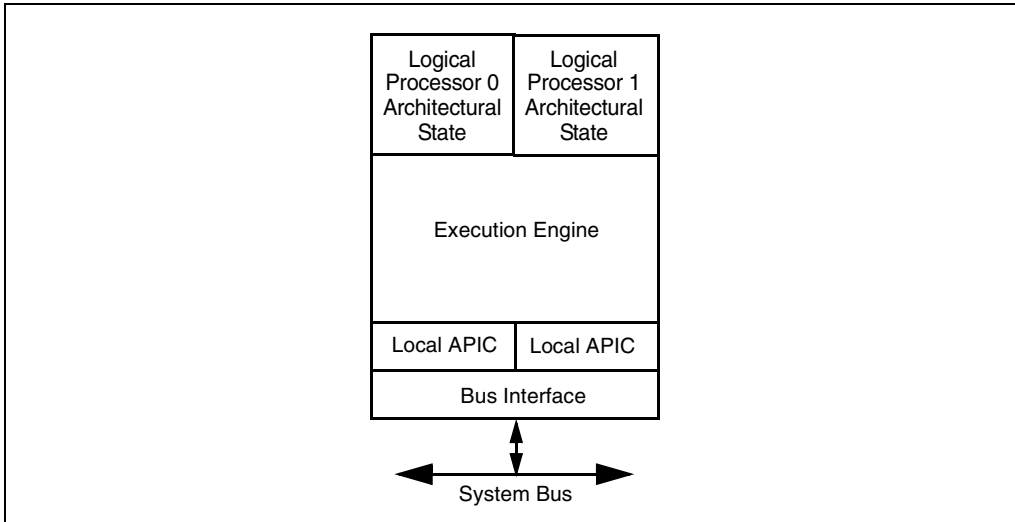 Logical
Processor 0
Architectural
State
Logical
Processor 1
Architectural
State
Execution Engine
Local APIC
Local APIC
Bus Interface
System Bus